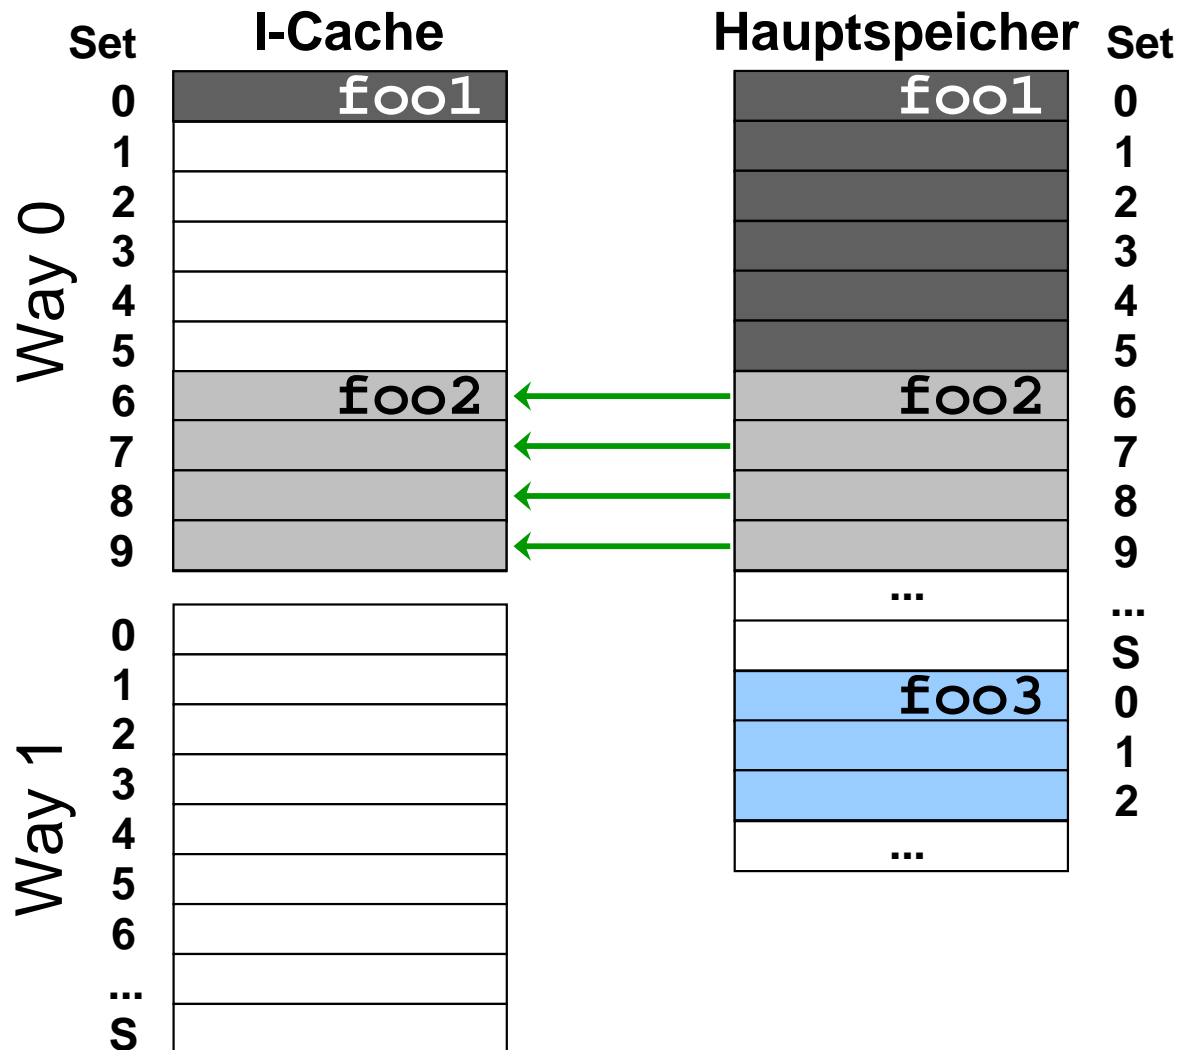 Set I-Cache Hauptspeicher Set
0 foo1 foo1 0
1 1
2 2
3 3
4 4
5 5
6 foo2 foo2 6
7 7
8 8
9 9
Way 0
... ...
0 S
1 foo3 0
2 1
3 2
4 ...
5
6
...
S
Way 1